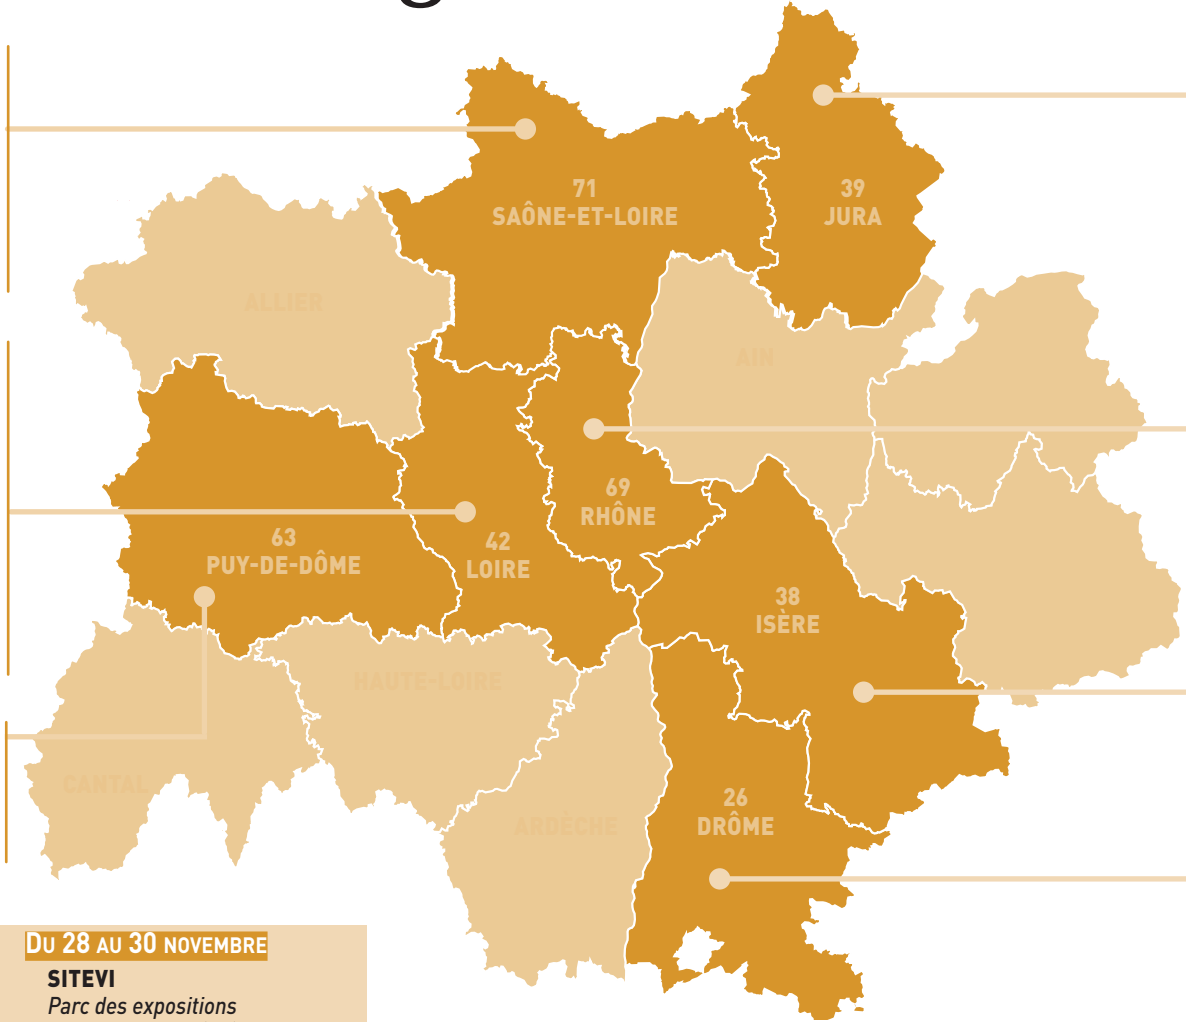 g
71
SAÔNE-ET-LOIRE
39
JURA
ALLIER
AIN
69
RHÔNE
63
PUY-DE-DÔME
42
LOIRE
38
ISÈRE
HAUTE-LOIRE
CANTAL
26
DRÔME
ARDÈCHE
DU 28 AU 30 NOVEMBRE
SITEVI
Parc des expositions